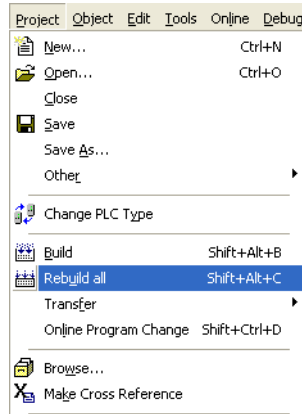 Project Object Edit Tools Online Debug
New... Ctrl+N
Open... Ctrl+O
Close
Save
Save As...
Other
Change PLC Type
Build Shift+Alt+B
Rebuild all Shift+Alt+C
Transfer
Online Program Change Shift+Ctrl+D
Browse...
Make Cross Reference